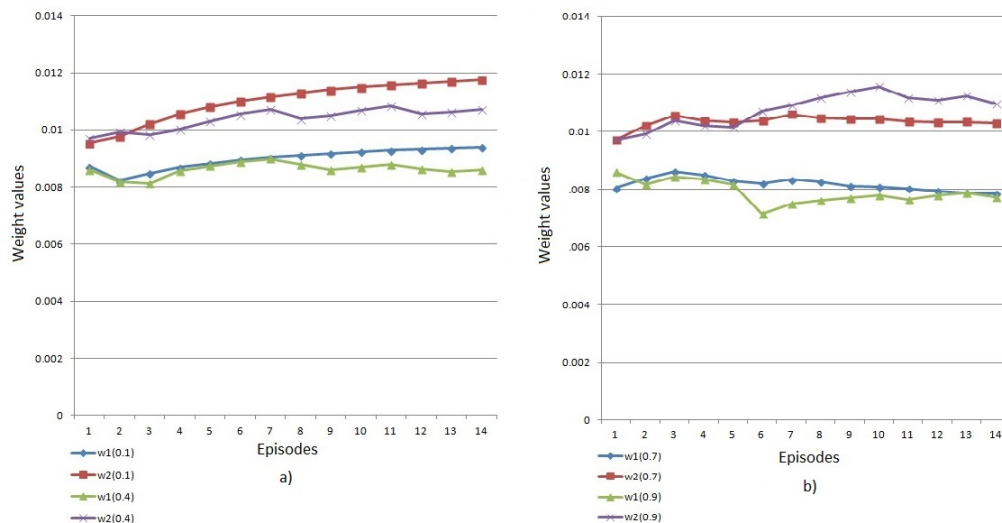 0.014
0.012
0.01
0.008
0.006
0.004
0.002
0
Weight values
1 2 3 4 5 6 7 8 9 10 11 12 13 14
Episodes
w1(0.1)
w2(0.1)
w1(0.4)
w2(0.4)
a)
0.014
0.012
0.01
0.008
0.006
0.004
0.002
0
Weight values
1 2 3 4 5 6 7 8 9 10 11 12 13 14
Episodes
w1(0.7)
w2(0.7)
w1(0.9)
w2(0.9)
b)